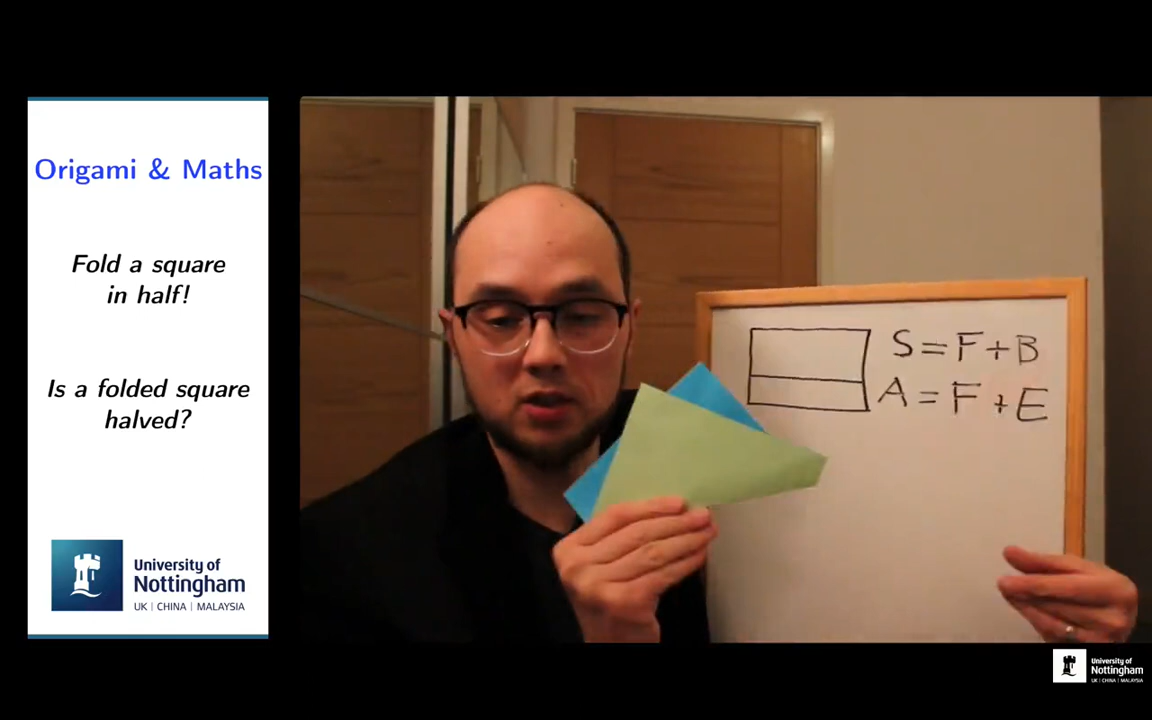 Origami & Maths
Fold a square
in half!
Is a folded square
halved?
University of
Nottingham
UK | CHINA | MALAYSIA
S = F + B
A = F + E
University of
Nottingham
UK | CHINA | MALAYSIA